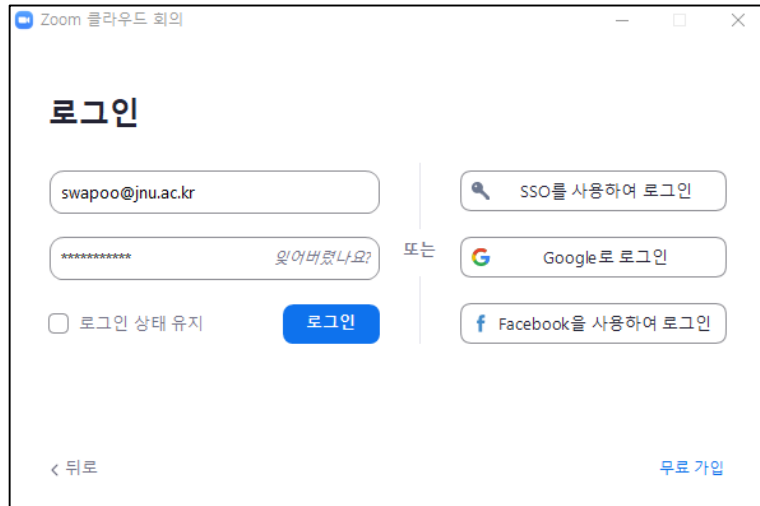 Zoom 클라우드 회의
로그인
swapoo@jnu.ac.kr
***********
잊어버렸나요?
로그인 상태 유지
로그인
또는
SSO를 사용하여 로그인
Google로 로그인
Facebook을 사용하여 로그인
뒤로
무료 가입